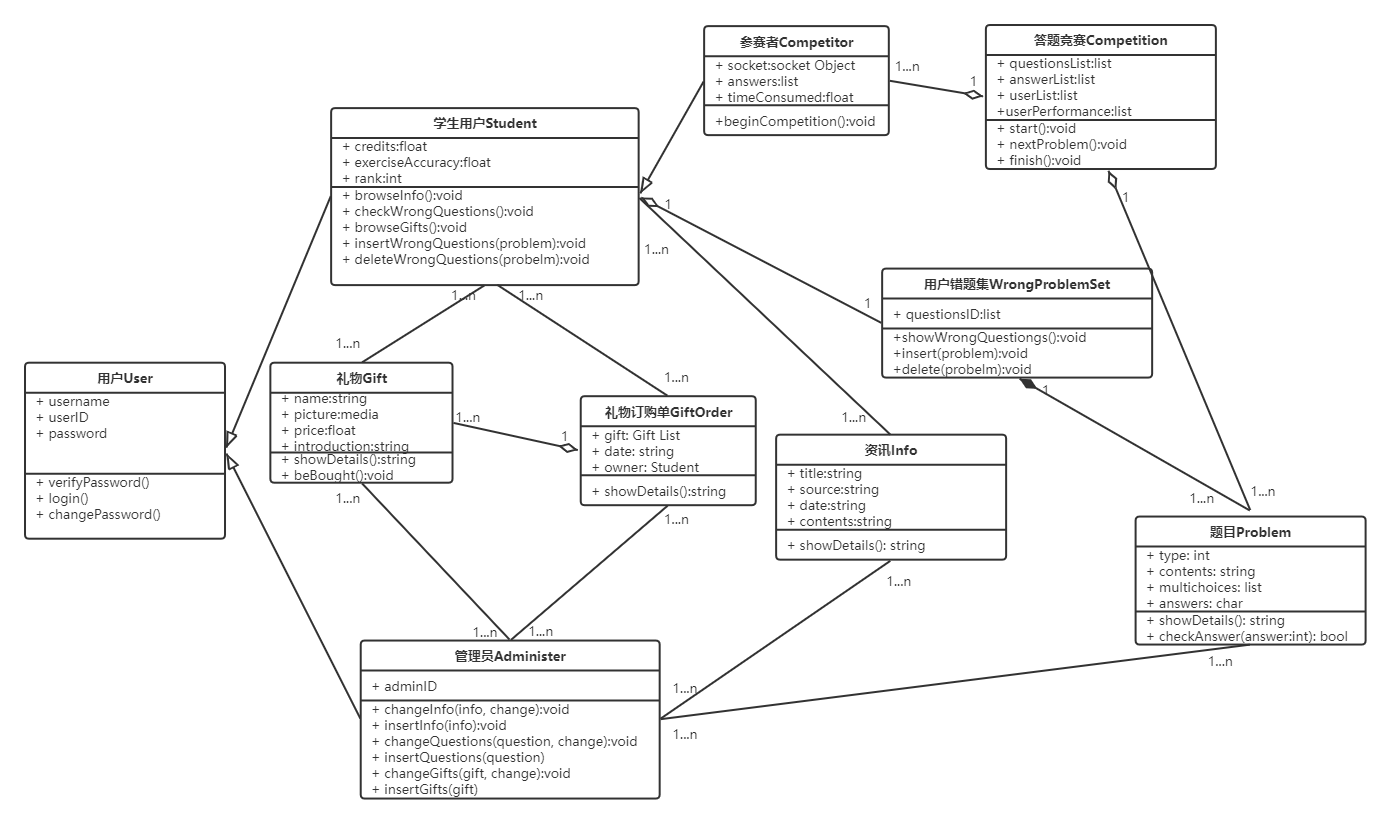 参赛者Competitor
+ socket:socket Object
+ answers:list
+ timeConsumed:float
+beginCompetition():void
答题竞赛Competition
+ questionsList:list
+ answerList:list
+ userList:list
+userPerformance:list
+ start():void
+ nextProblem():void
+ finish():void
1...n
1
学生用户Student
+ credits:float
+ exerciseAccuracy:float
+ rank:int
+ browseInfo():void
+ checkWrongQuestions():void
+ browseGifts():void
+ insertWrongQuestions(problem):void
+ deleteWrongQuestions(probelm):void
1
1
1...n
用户错题集WrongProblemSet
+ questionsID:list
+showWrongQuestiongs():void
+insert(problem):void
+delete(probelm):void
1
1
1...n
1...n
1...n
1...n
用户User
+ username
+ userID
+ password
+ verifyPassword()
+ login()
+ changePassword()
礼物Gift
+ name:string
+ picture:media
+ price:float
+ introduction:string
+ showDetails():string
+ beBought():void
1...n
1
礼物订购单GiftOrder
+ gift: Gift List
+ date: string
+ owner: Student
+ showDetails():string
1...n
资讯Info
+ title:string
+ source:string
+ date:string
+ contents:string
+ showDetails(): string
1...n
1...n
题目Problem
+ type: int
+ contents: string
+ multichoices: list
+ answers: char
+ showDetails(): string
+ checkAnswer(answer:int): bool
1...n
1...n
1...n
1...n
1...n
管理员Administer
+ adminID
+ changeInfo(info, change):void
+ insertInfo(info):void
+ changeQuestions(question, change):void
+ insertQuestions(question)
+ changeGifts(gift, change):void
+ insertGifts(gift)
1...n
1...n
1...n